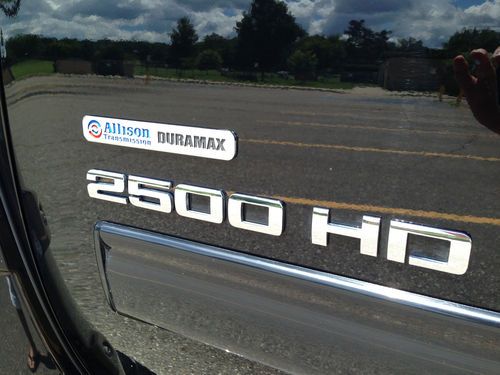 Allison DURAMAX
Transmission
2500 HD